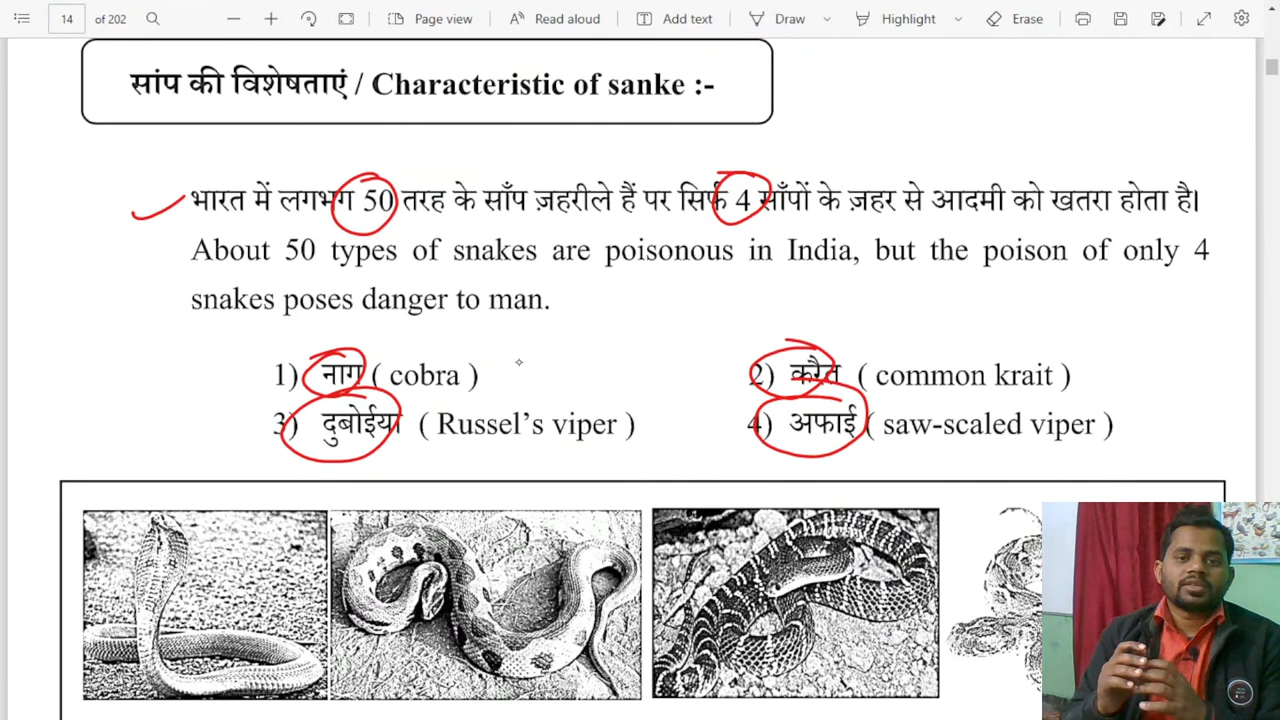 14 of 202 Page view Read aloud Add text Draw Highlight Erase
सांप की विशेषताएं / Characteristic of sanke :-
भारत में लगभग 50 तरह के साँप ज़हरीले हैं पर सिर्फ 4 साँपों के ज़हर से आदमी को खतरा होता है।
About 50 types of snakes are poisonous in India, but the poison of only 4
snakes poses danger to man.
1) नाग ( cobra ) 2) करैत ( common krait )
3) दुबोईया ( Russel’s viper ) 4) अफाई ( saw-scaled viper )